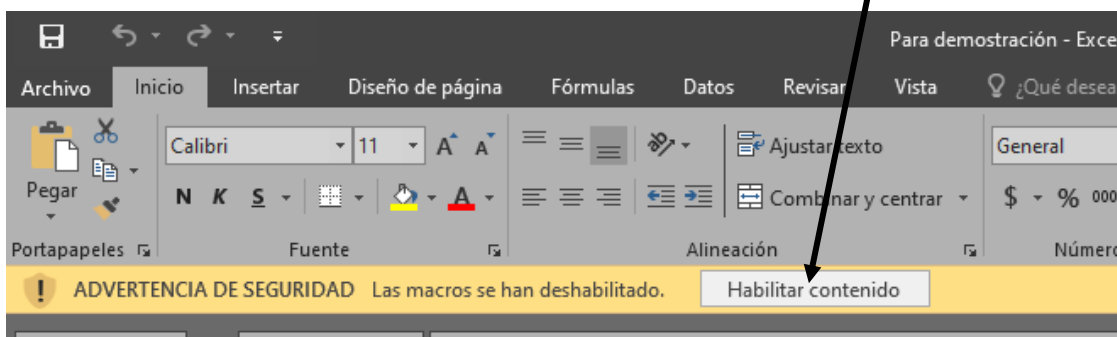 Para demostración - Exce
Archivo Inicio Insertar Diseño de página Fórmulas Datos Revisar Vista ¿Qué desea
Calibri 11 A A Ajustar texto General
Pegar N K S A Combinar y centrar $ % 000
Portapapeles Fuente Alineación Número
ADVERTENCIA DE SEGURIDAD Las macros se han deshabilitado. Habilitar contenido